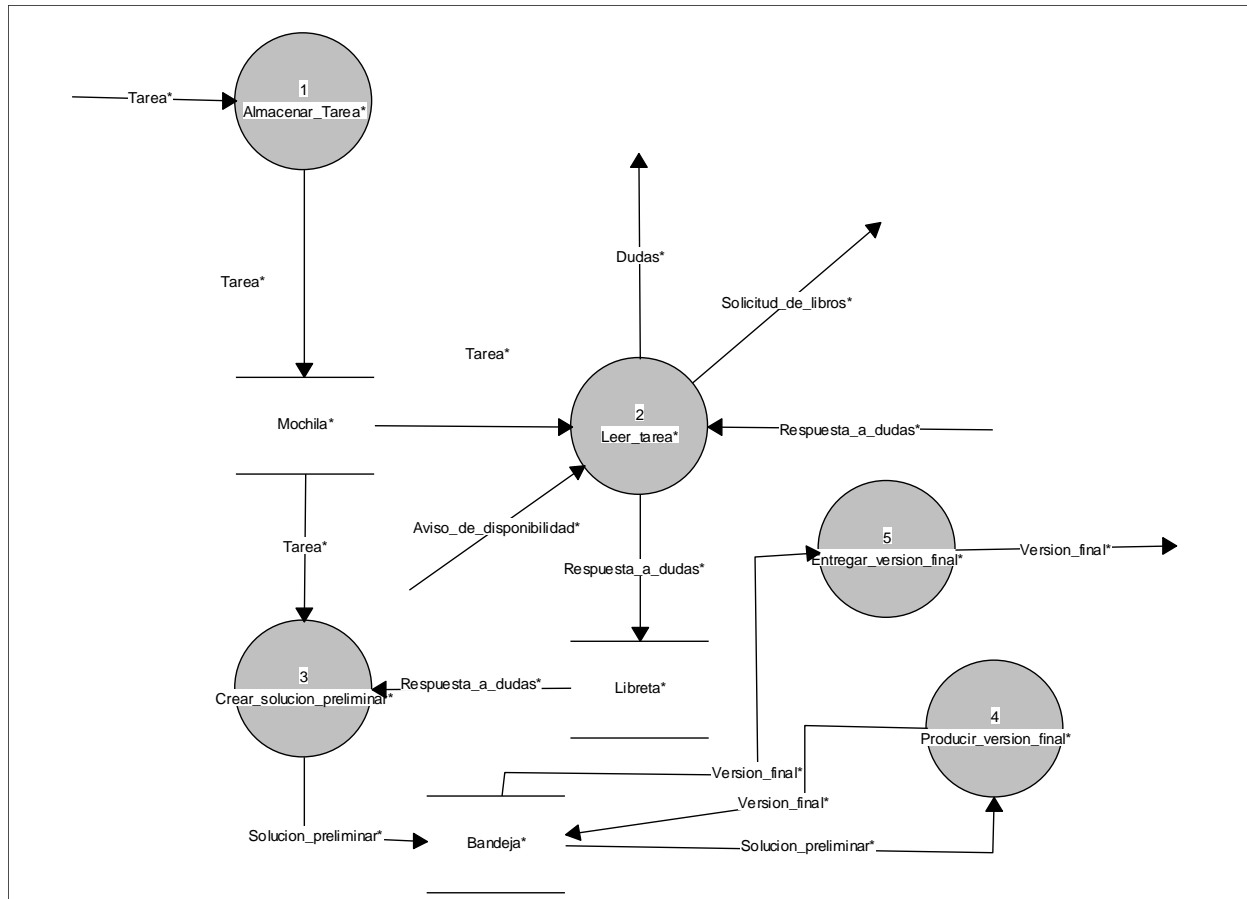 Tarea*
1
Almacenar_Tarea*
Dudas*
Tarea*
Solicitud_de_libros*
Tarea*
2
Leer_tarea*
Mochila*
Respuesta_a_dudas*
Aviso_de_disponibilidad*
5
Entregar_version_final*
Version_final*
Tarea*
Respuesta_a_dudas*
3
Crear_solucion_preliminar*
Respuesta_a_dudas*
Libreta*
4
Producir_version_final*
Version_final*
Version_final*
Solucion_preliminar*
Bandeja*
Solucion_preliminar*